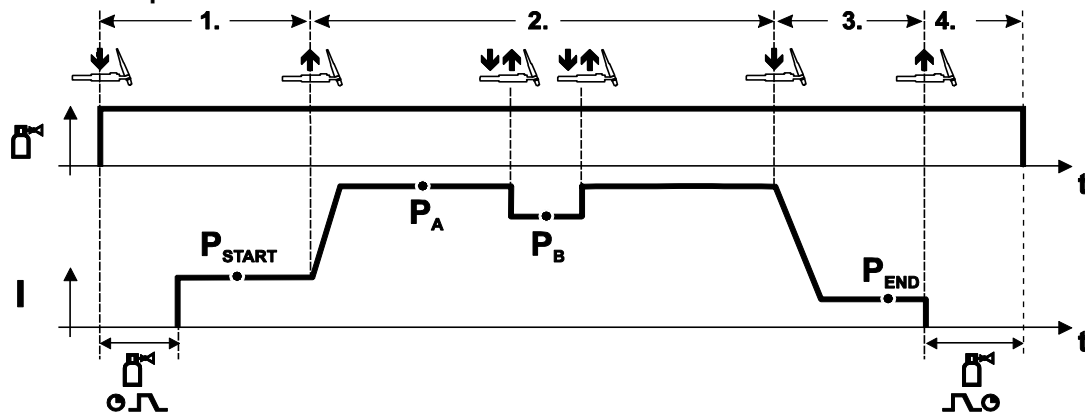 1. 2. 3. 4.
t
P_A
P_B
P_START
P_END
I
t